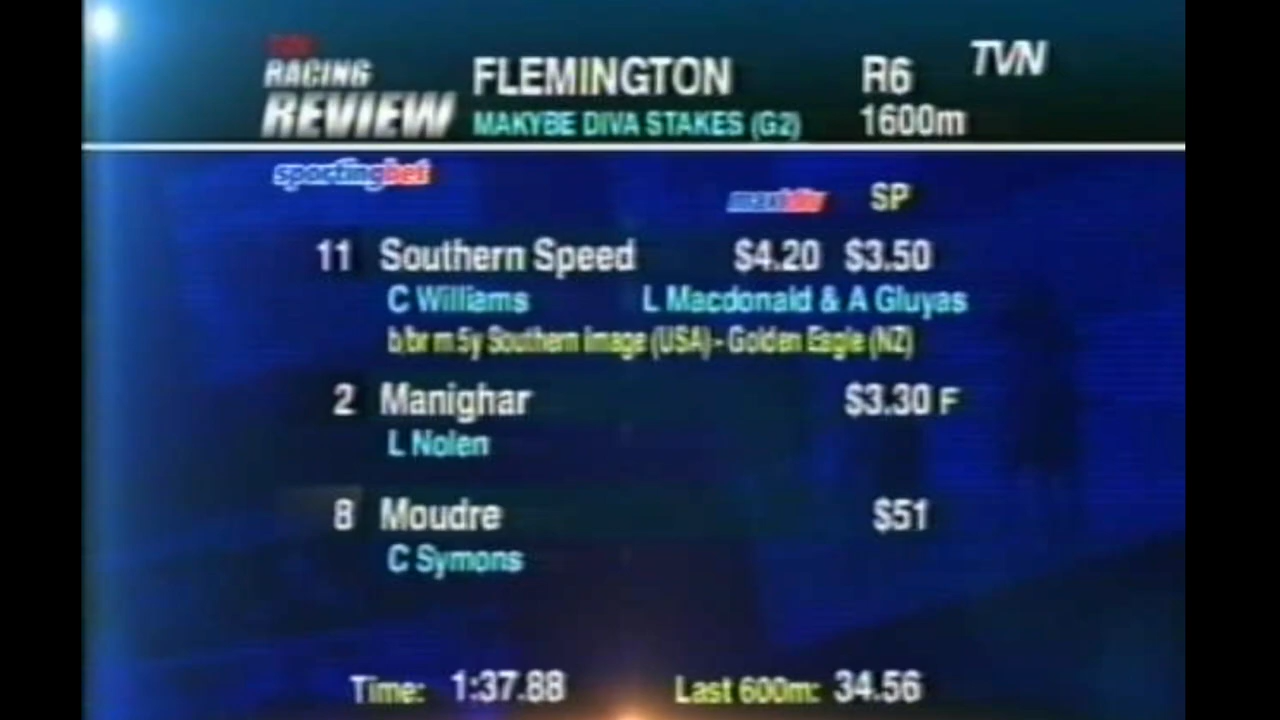 RACING
REVIEW
FLEMINGTON R6 TVN
MAKYBE DIVA STAKES (G2) 1600m
sportingbet
maxidiv SP
11 Southern Speed $4.20 $3.50
C Williams L Macdonald & A Gluyas
b/br m 5y Southern Image (USA) - Golden Eagle (NZ)
2 Manighar $3.30 F
L Nolen
8 Moudre $51
C Symons
Time: 1:37.88 Last 600m: 34.56